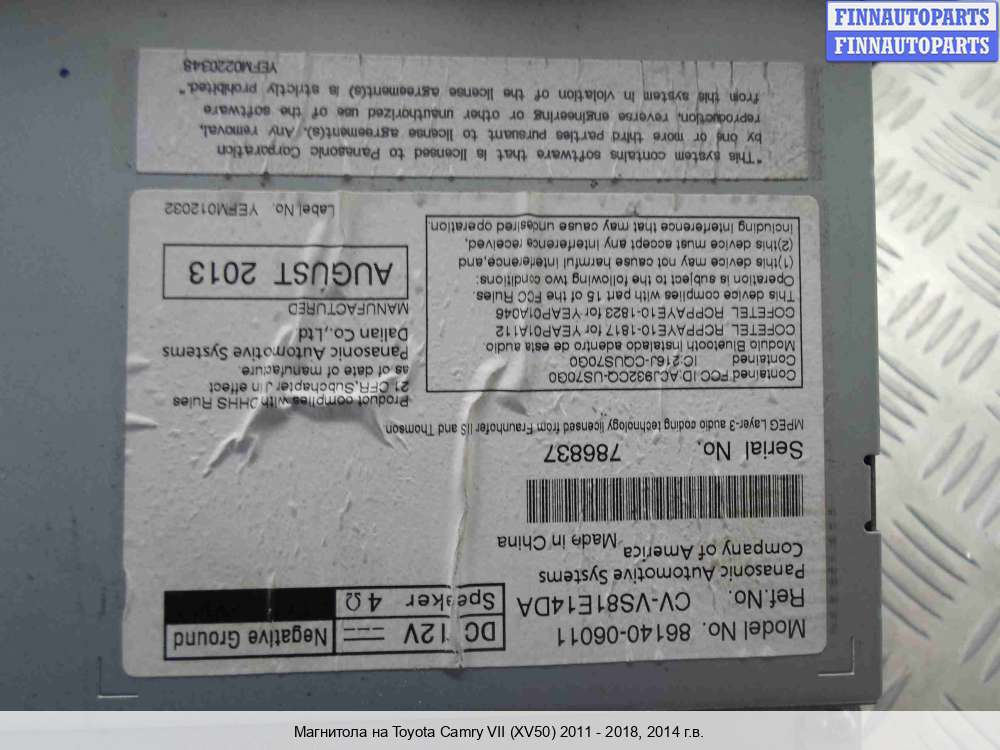 FINNAUTOPARTS
FINNAUTOPARTS
Model No. 86140-06011
Ref.No. CV-VS81E14DA
Panasonic Automotive Systems
Company of America Made in China
DC 12V
Negative Ground
Speaker 4Ω
Serial No. 786837
MPEG Layer-3 audio coding technology licensed from Fraunhofer IIS and Thomson
Contained FCC ID:ACJ932CQ-US70G0
Contained IC:216J-CQUS70G0
Modulo Bluetooth instalado adentro de esta audio
COFETEL RCPPAYE10-1817 for YEAP01A112
COFETEL RCPPAYE10-1823 for YEAP01A046
This device complies with part 15 of the FCC Rules.
Operation is subject to the following two conditions:
(1)this device may not cause harmful interference,and
(2)this device must accept any interference received,
including interference that may cause undesired operation.
Product complies with DHHS Rules
21 CFR,Subchapter J in effect
as of date of manufacture.
Panasonic Automotive Systems
Dalian Co.,Ltd
MANUFACTURED
AUGUST 2013
Label No. YEFM012032
"This system contains software that is licensed to Panasonic Corporation
by one or more third parties pursuant to license agreement(s). Any removal,
reproduction, reverse engineering or other unauthorized use of the software
from this system in violation of the license agreement(s) is strictly prohibited."
YEFM0220348
Магнитола на Toyota Camry VII (XV50) 2011 - 2018, 2014 г.в.